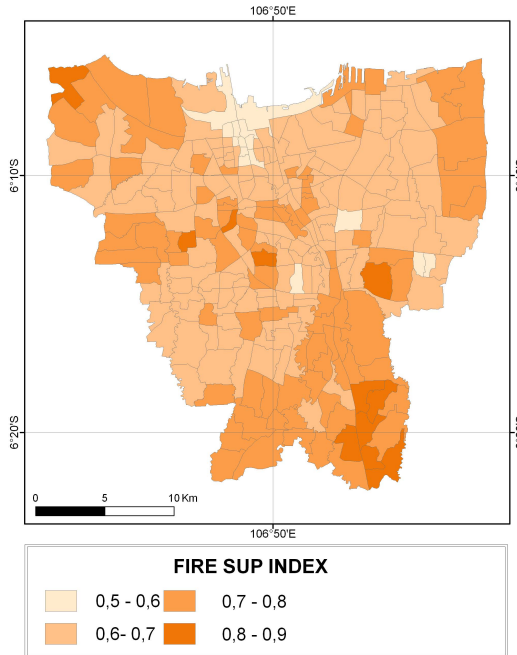 106°50'E
6°10'S
6°20'S
0 5 10 Km
106°50'E
FIRE SUP INDEX
0,5 - 0,6 0,7 - 0,8
0,6- 0,7 0,8 - 0,9